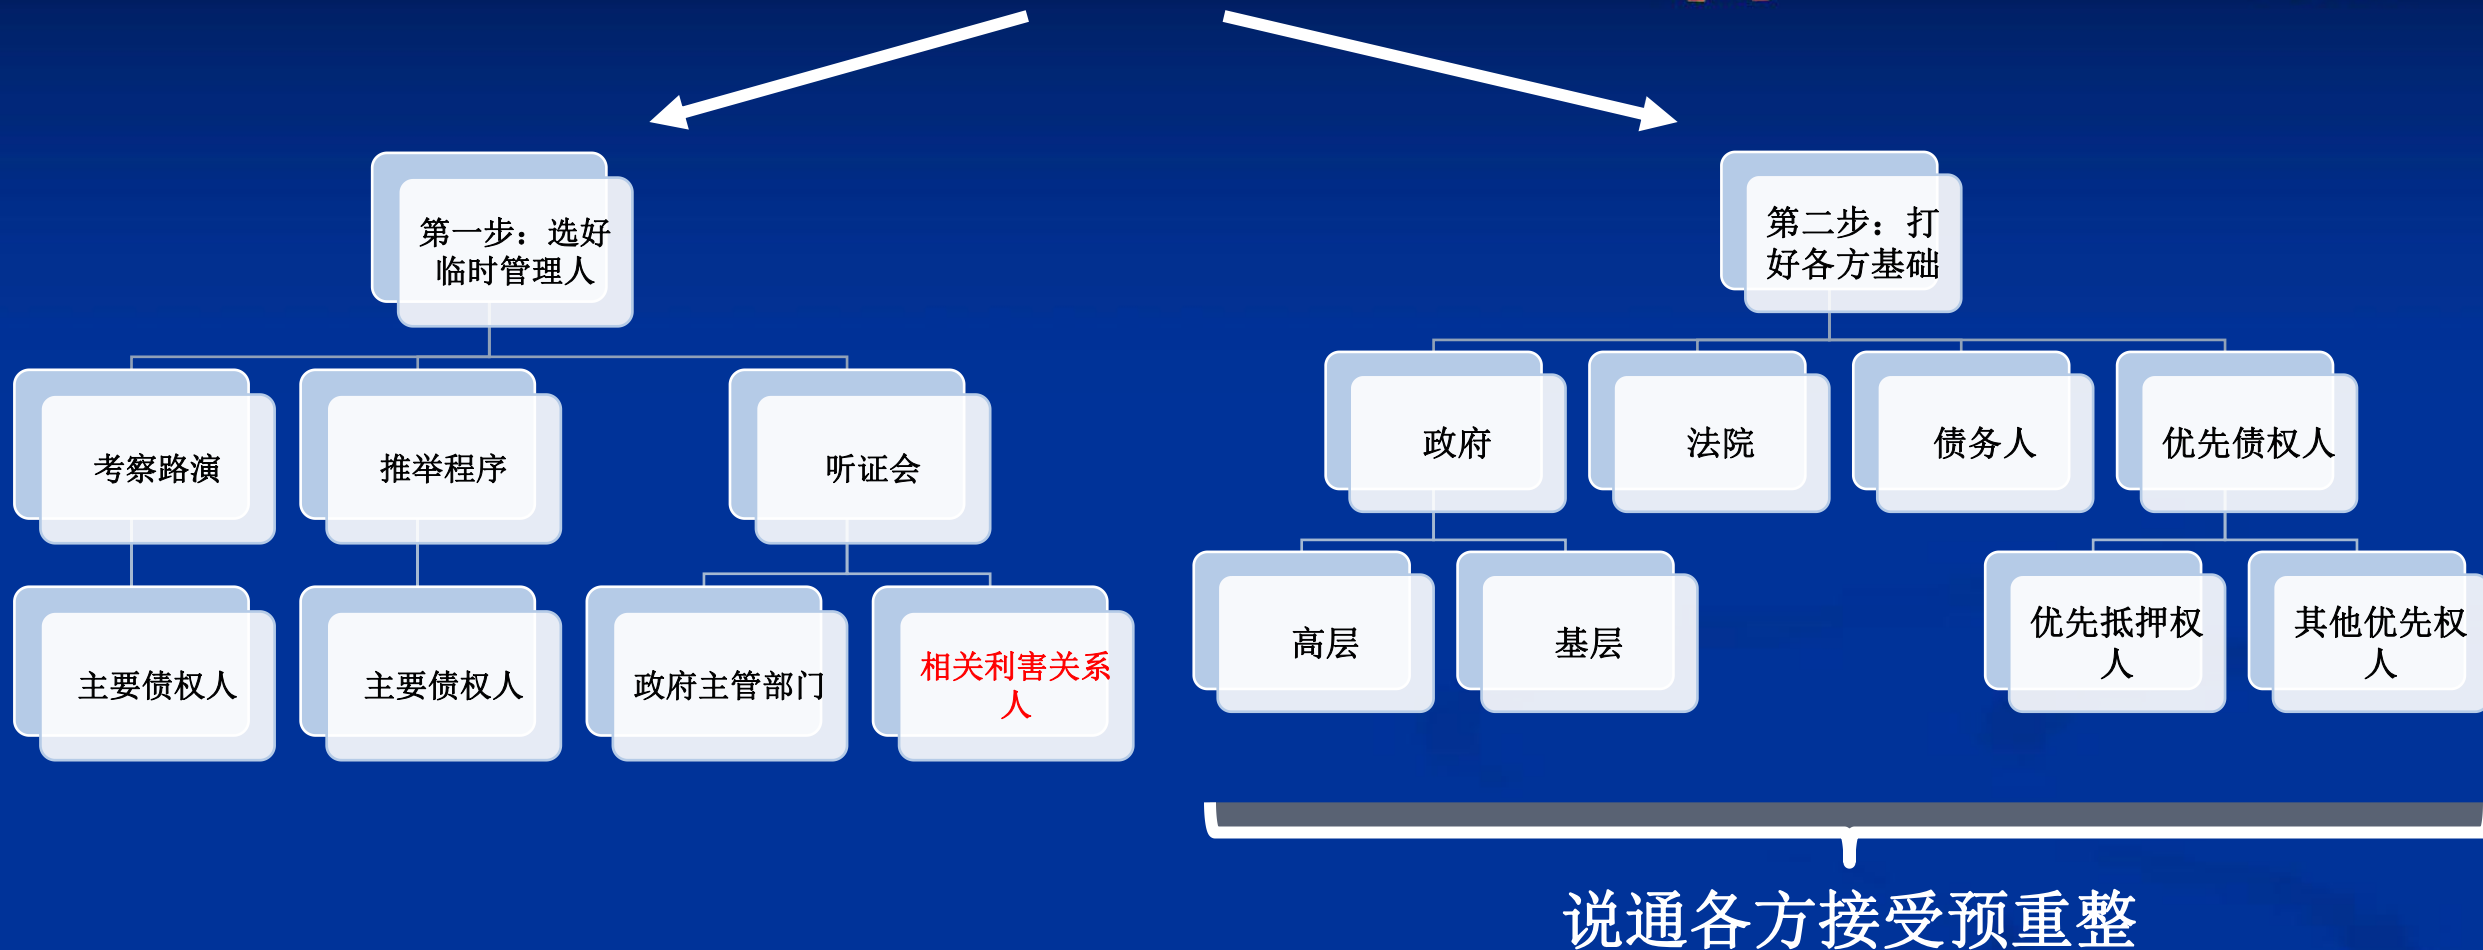 第一步：选好
临时管理人
考察路演
推举程序
听证会
主要债权人
主要债权人
政府主管部门
相关利害关系
人
第二步：打
好各方基础
政府
法院
债务人
优先债权人
高层
基层
优先抵押权
人
其他优先权
人
说通各方接受预重整